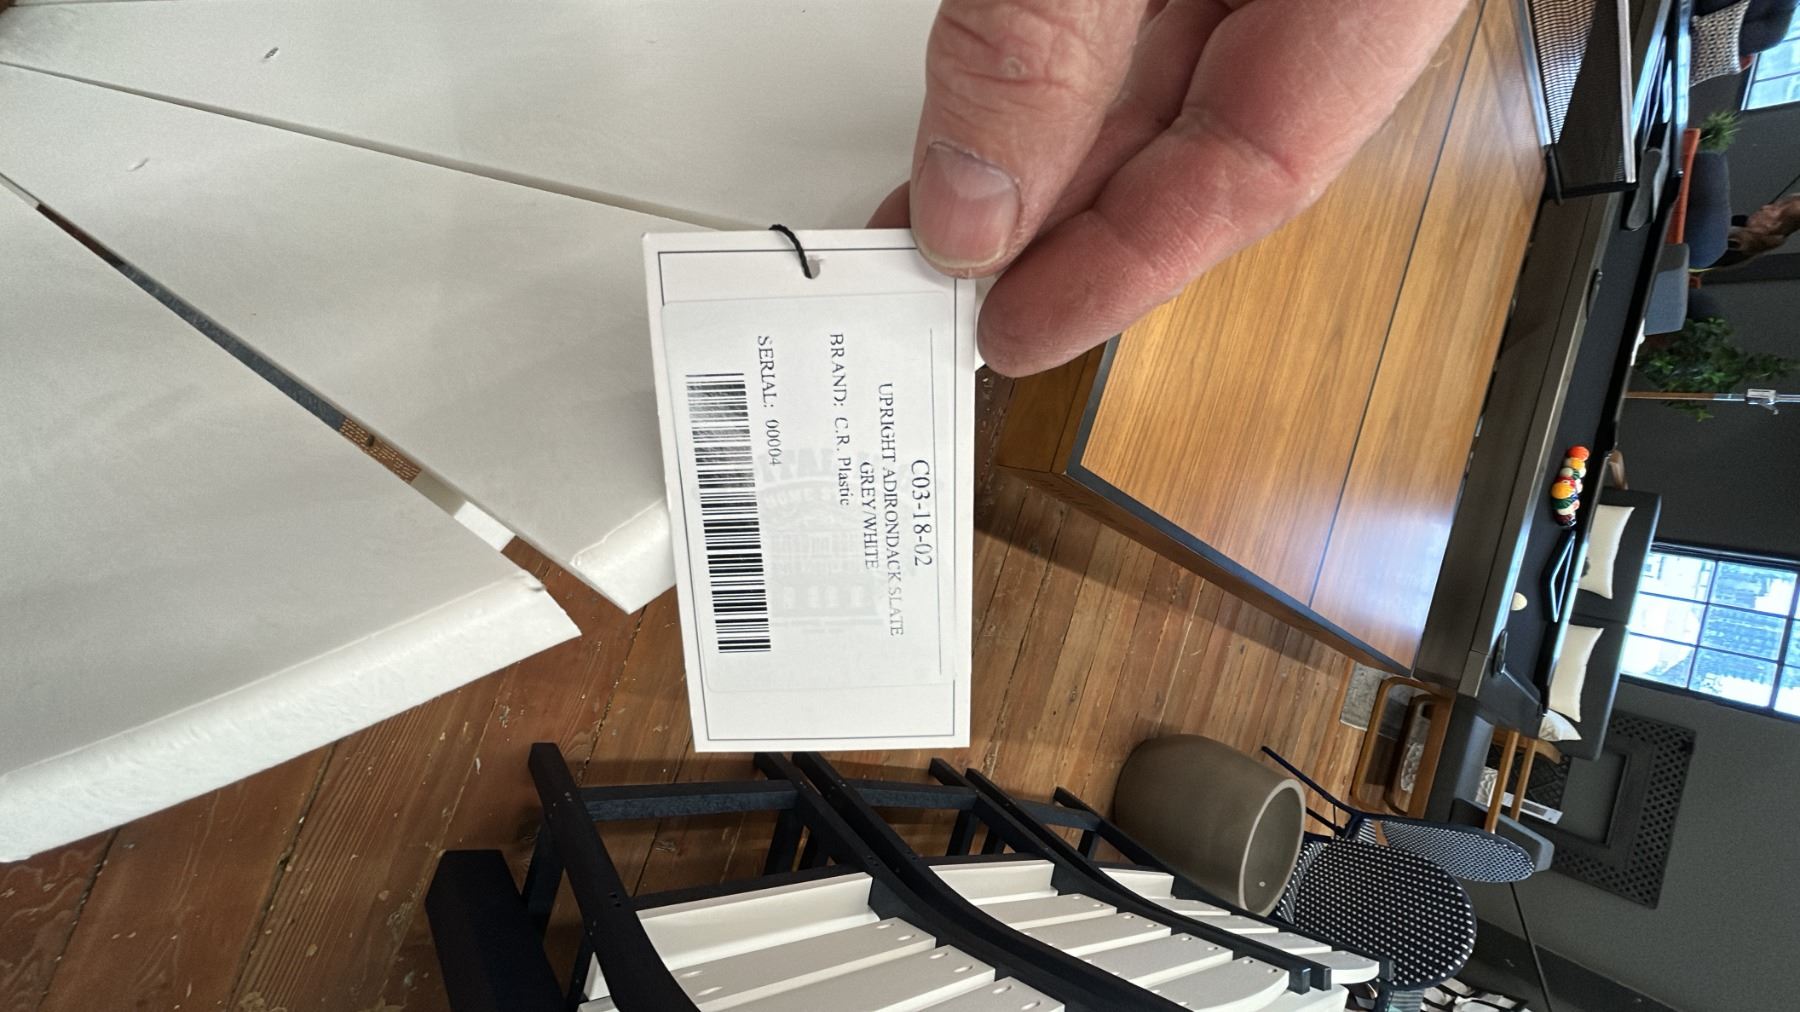 C03-18-02
UPRIGHT ADIRONDACK SLATE
GREY/WHITE
BRAND: C.R. Plastic
SERIAL: 00004